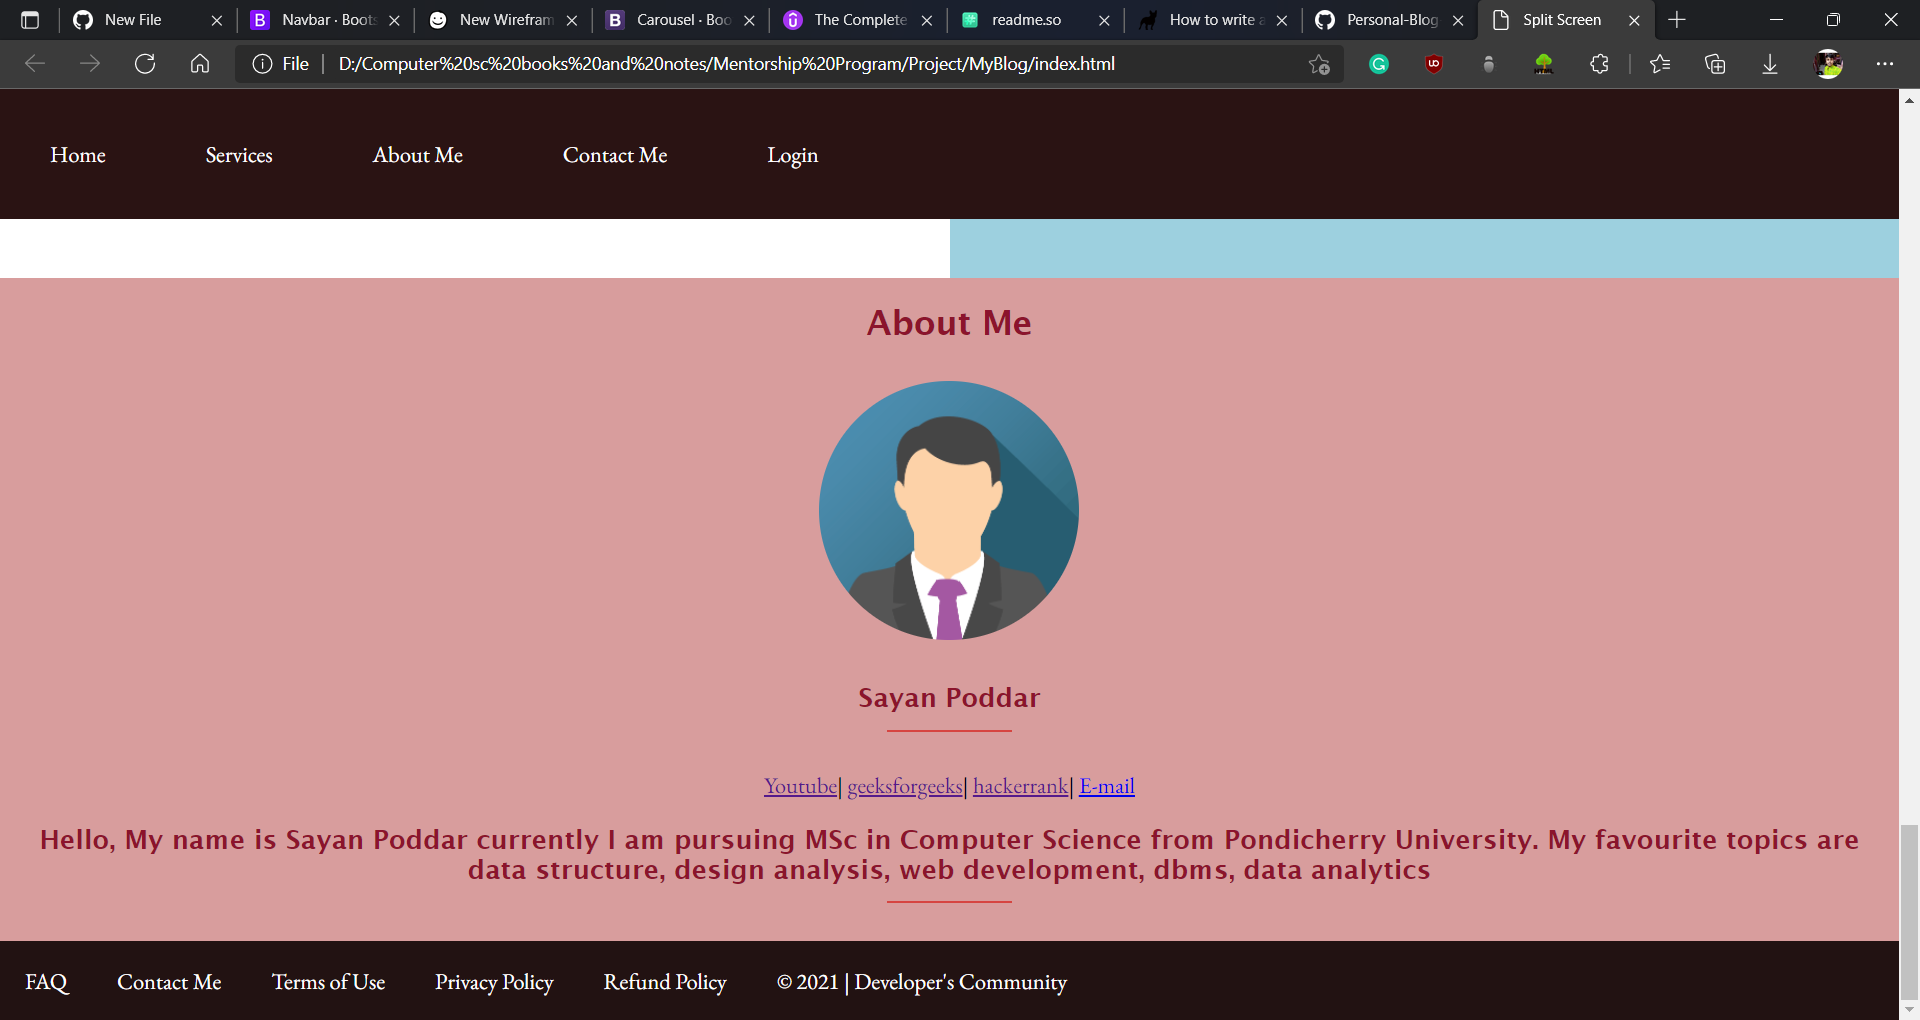 New File
Navbar · Boots
New Wirefram
Carousel · Boo
The Complete
readme.so
How to write a
Personal-Blog
Split Screen
File
D:/Computer%20sc%20books%20and%20notes/Mentorship%20Program/Project/MyBlog/index.html
Home
Services
About Me
Contact Me
Login
About Me
Sayan Poddar
Youtube| geeksforgeeks| hackerrank| E-mail
Hello, My name is Sayan Poddar currently I am pursuing MSc in Computer Science from Pondicherry University. My favourite topics are
data structure, design analysis, web development, dbms, data analytics
FAQ
Contact Me
Terms of Use
Privacy Policy
Refund Policy
© 2021 | Developer's Community